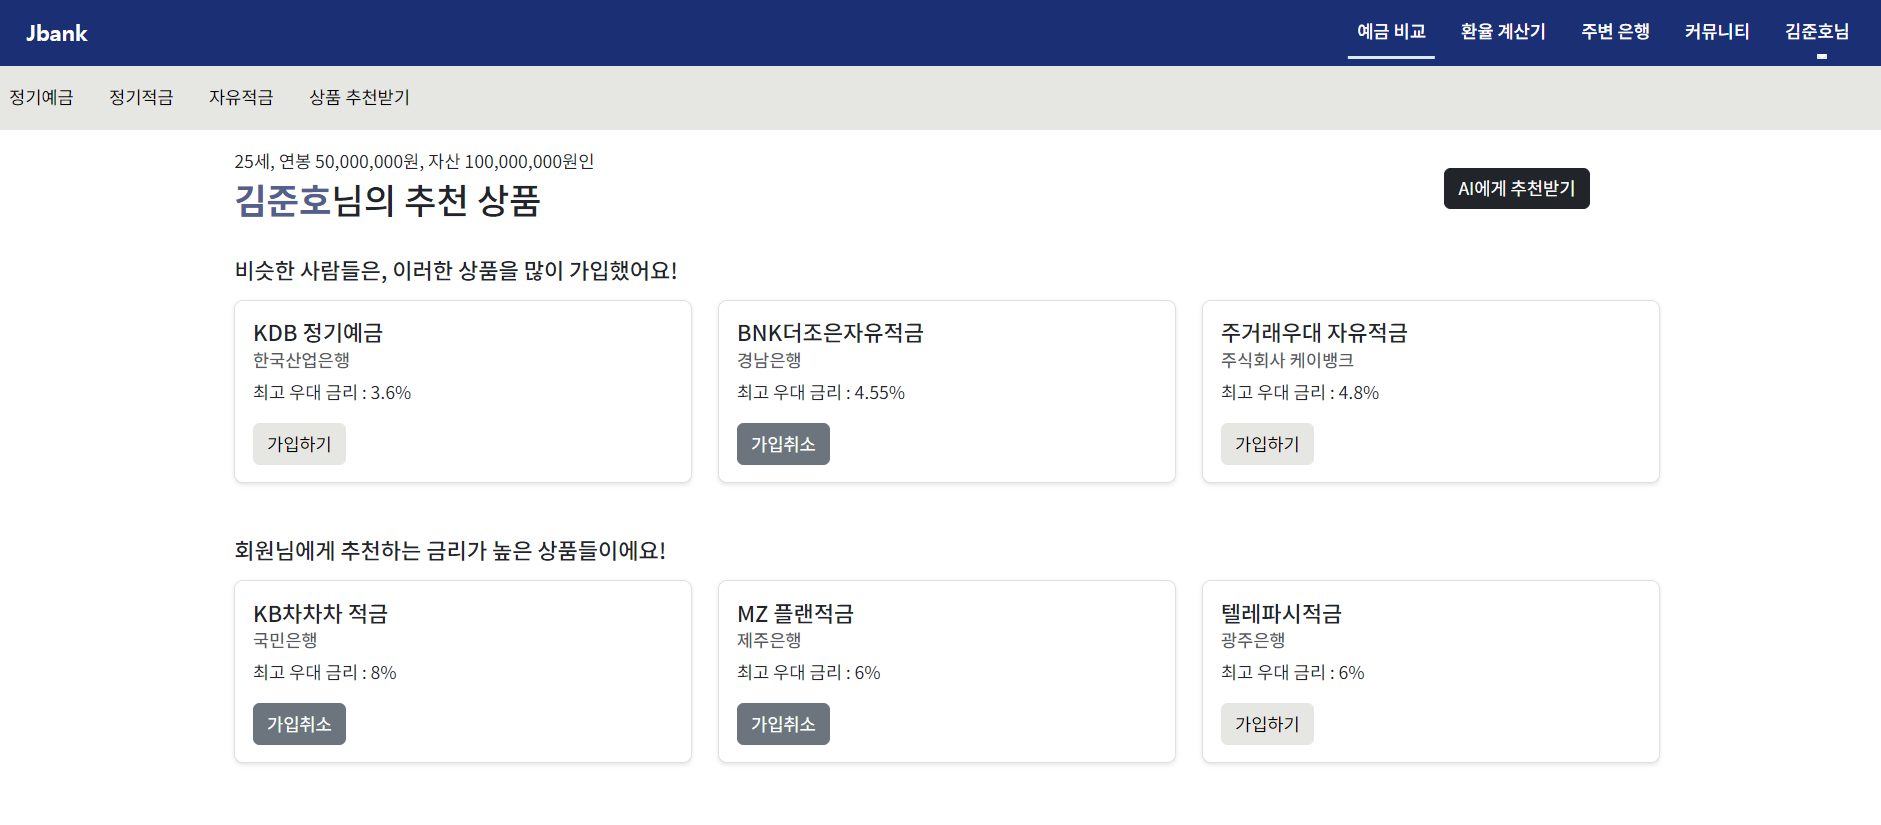 Jbank
예금 비교 환율 계산기 주변 은행 커뮤니티 김준호님
정기예금 정기적금 자유적금 상품 추천받기
25세, 연봉 50,000,000원, 자산 100,000,000원인
김준호님의 추천 상품
AI에게 추천받기
비슷한 사람들은, 이러한 상품을 많이 가입했어요!
KDB 정기예금
한국산업은행
최고 우대 금리 : 3.6%
가입하기
BNK더조은자유적금
경남은행
최고 우대 금리 : 4.55%
가입취소
주거래우대 자유적금
주식회사 케이뱅크
최고 우대 금리 : 4.8%
가입하기
회원님에게 추천하는 금리가 높은 상품들이에요!
KB차차차 적금
국민은행
최고 우대 금리 : 8%
가입취소
MZ 플랜적금
제주은행
최고 우대 금리 : 6%
가입취소
텔레파시적금
광주은행
최고 우대 금리 : 6%
가입하기